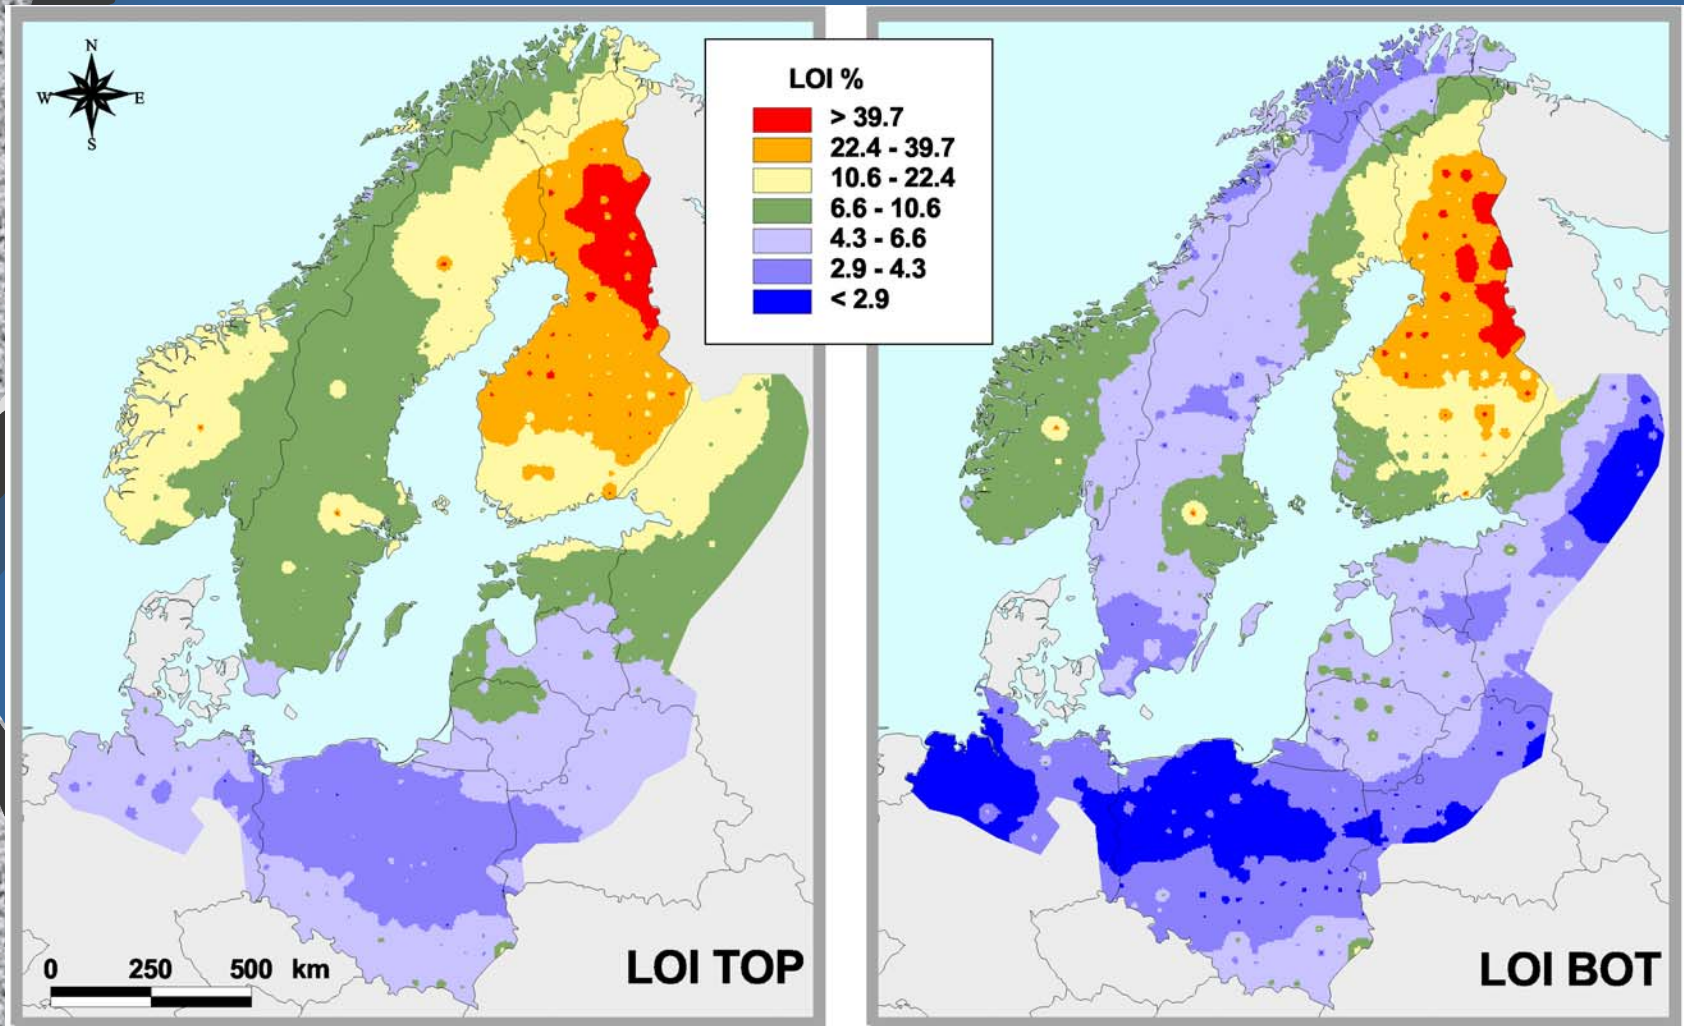 N
W E
S
LOI %
> 39.7
22.4 - 39.7
10.6 - 22.4
6.6 - 10.6
4.3 - 6.6
2.9 - 4.3
< 2.9
0 250 500 km
LOI TOP
LOI BOT